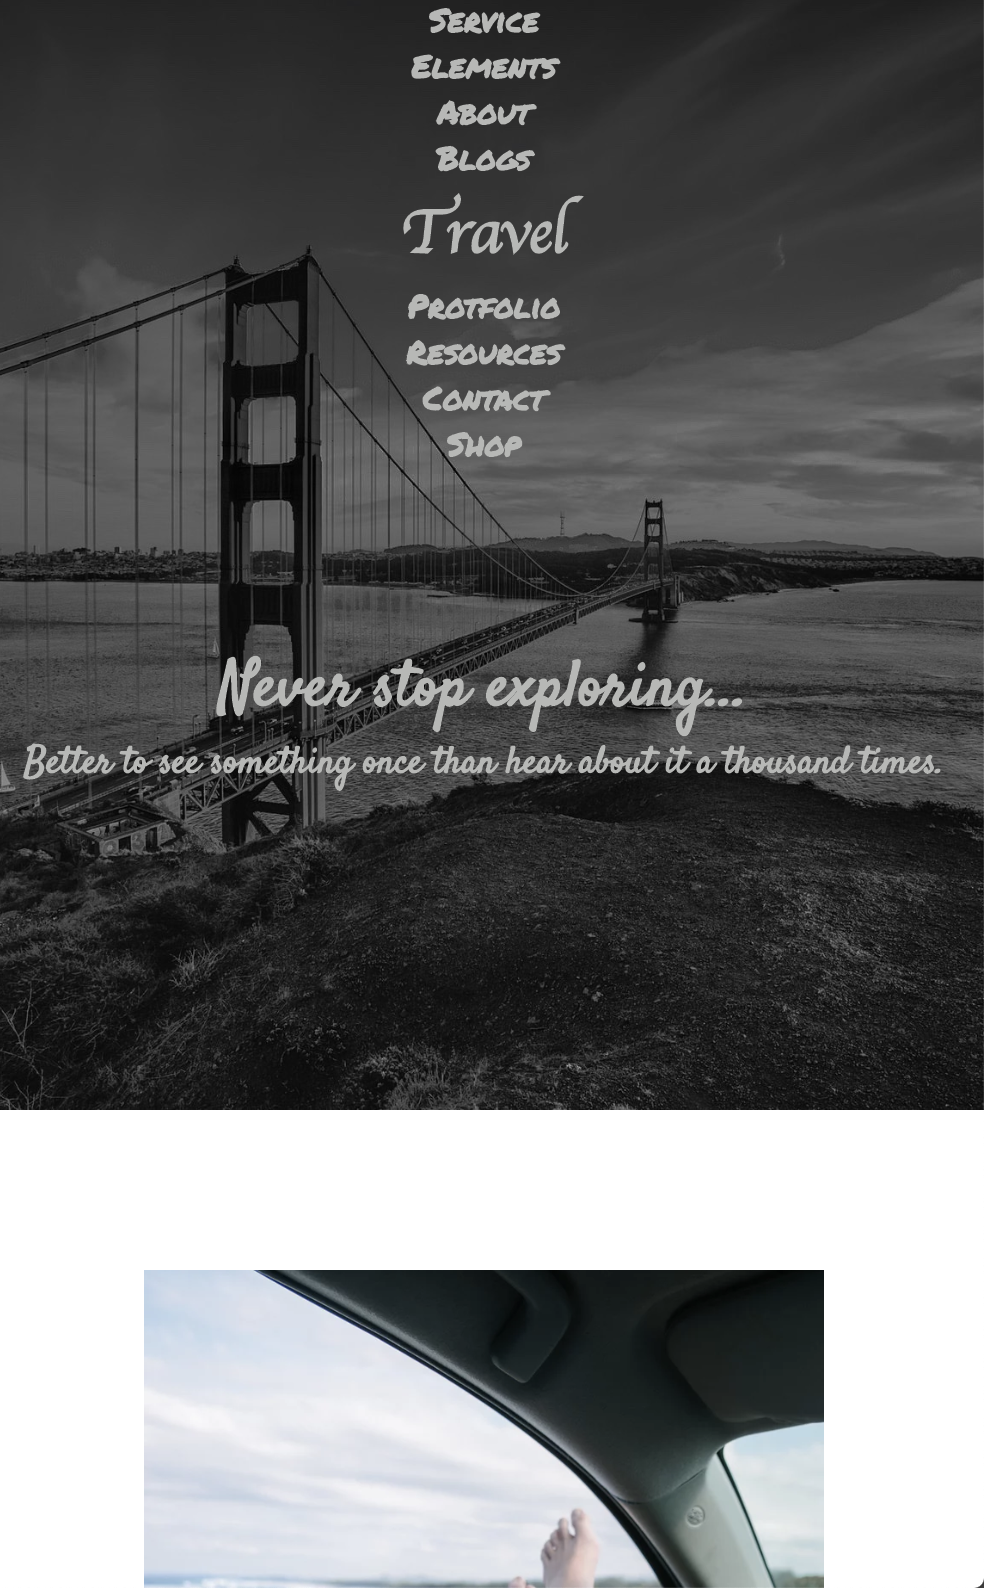 Service
Elements
About
Blogs
Travel
Protfolio
Resources
Contact
Shop
Never stop exploring...
Better to see something once than hear about it a thousand times.